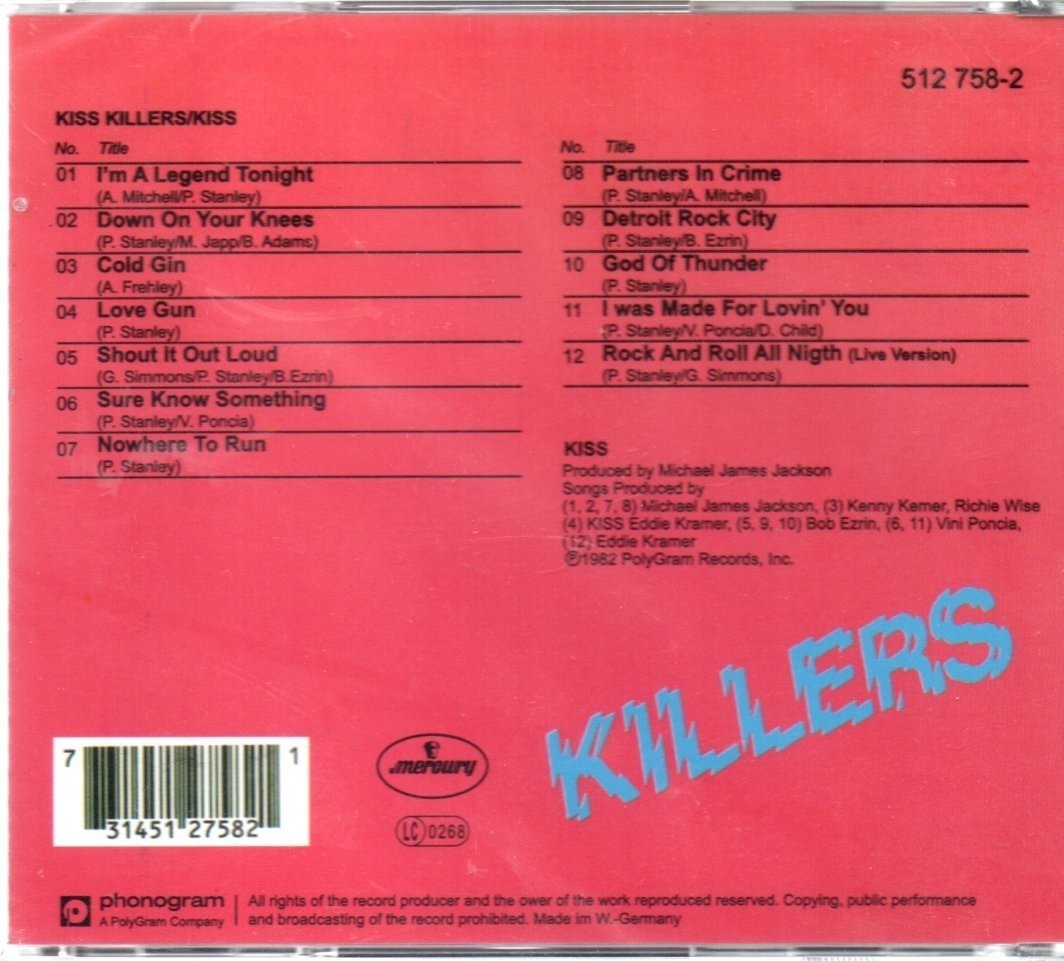 512 758-2
KISS KILLERS/KISS
No. Title
01 I'm A Legend Tonight
(A. Mitchell/P. Stanley)
02 Down On Your Knees
(P. Stanley/M. Japp/B. Adams)
03 Cold Gin
(A. Frehley)
04 Love Gun
(P. Stanley)
05 Shout It Out Loud
(G. Simmons/P. Stanley/B.Ezrin)
06 Sure Know Something
(P. Stanley/V. Poncia)
07 Nowhere To Run
(P. Stanley)
No. Title
08 Partners In Crime
(P. Stanley/A. Mitchell)
09 Detroit Rock City
(P. Stanley/B. Ezrin)
10 God Of Thunder
(P. Stanley)
11 I was Made For Lovin' You
(P. Stanley/V. Poncia/D. Child)
12 Rock And Roll All Nigth (Live Version)
(P. Stanley/G. Simmons)
KISS
Produced by Michael James Jackson
Songs Produced by
(1, 2, 7, 8) Michael James Jackson, (3) Kenny Kerner, Richie Wise
(4) KISS Eddie Kramer, (5, 9, 10) Bob Ezrin, (6, 11) Vini Poncia,
(12) Eddie Kramer
℗1982 PolyGram Records, Inc.
KILLERS
7 31451 27582 1
mercury
LC 0268
phonogram
A PolyGram Company
All rights of the record producer and the ower of the work reproduced reserved. Copying, public performance
and broadcasting of the record prohibited. Made im W.-Germany